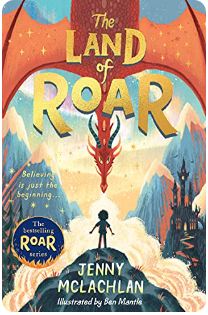 The
LAND
of
ROAR
Believing
is just the
beginning...
The
bestselling
ROAR
series
JENNY
MCLACHLAN
Illustrated by Ben Mantle